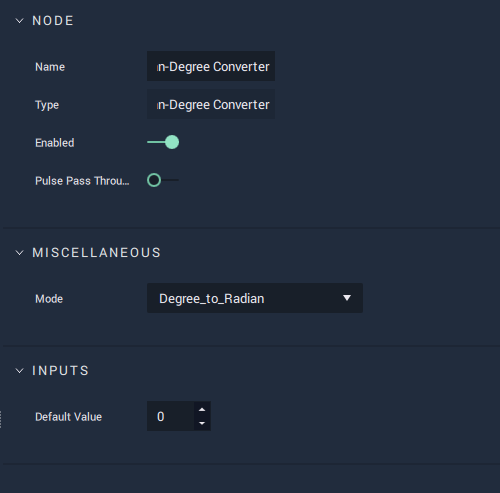 NODE
Name
n-Degree Converter
Type
n-Degree Converter
Enabled
Pulse Pass Throu...
MISCELLANEOUS
Mode
Degree_to_Radian
INPUTS
Default Value
0